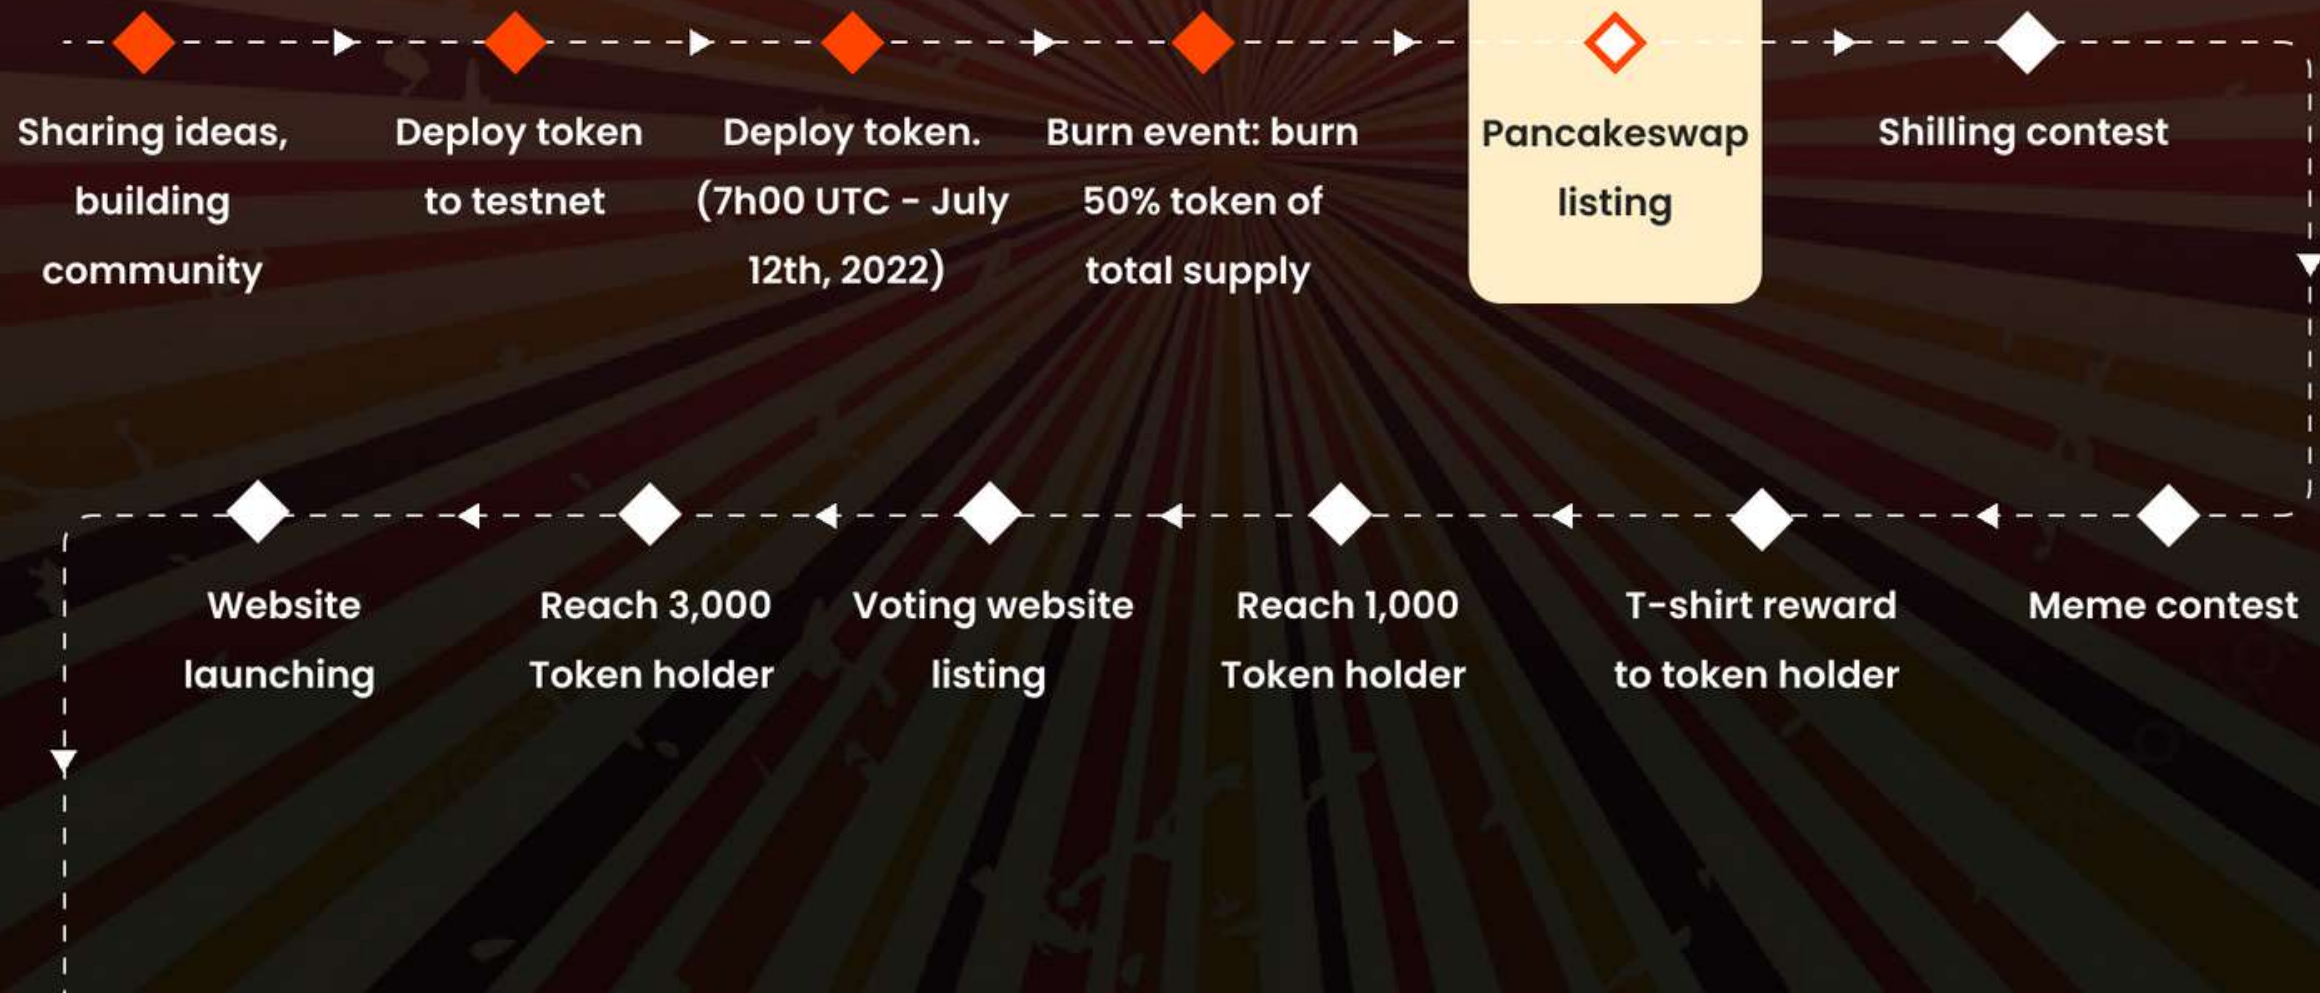 Sharing ideas,
building
community
Deploy token
to testnet
Deploy token.
(7h00 UTC - July
12th, 2022)
Burn event: burn
50% token of
total supply
Pancakeswap
listing
Shilling contest
Meme contest
T-shirt reward
to token holder
Reach 1,000
Token holder
Voting website
listing
Reach 3,000
Token holder
Website
launching